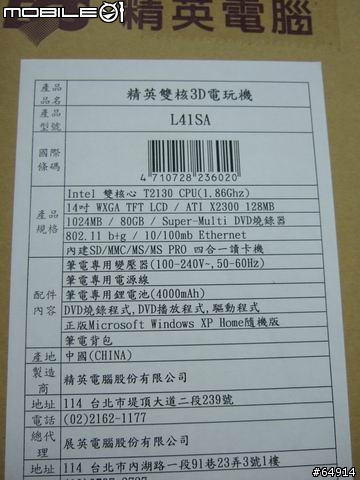 MOBILE01
精英電腦
產品品名
精英雙核3D電玩機
產品型號
L41SA
國際條碼
4710728236020
產品規格
Intel 雙核心 T2130 CPU(1.86Ghz)
14吋 WXGA TFT LCD / ATI X2300 128MB
1024MB / 80GB / Super-Multi DVD燒錄器
802.11 b+g / 10/100mb Ethernet
內建SD/MMC/MS/MS PRO 四合一讀卡機
配件內容
筆電專用變壓器(100-240V~,50-60Hz)
筆電專用電源線
筆電專用鋰電池(4000mAh)
DVD燒錄程式,DVD播放程式,驅動程式
正版Microsoft Windows XP Home隨機版
筆電背包
產地
中國(CHINA)
製造商
精英電腦股份有限公司
地址
114 台北市堤頂大道二段239號
電話
(02)2162-1177
總代理
展英電腦股份有限公司
地址
114 台北市內湖路一段91巷23弄3號1樓
#64914